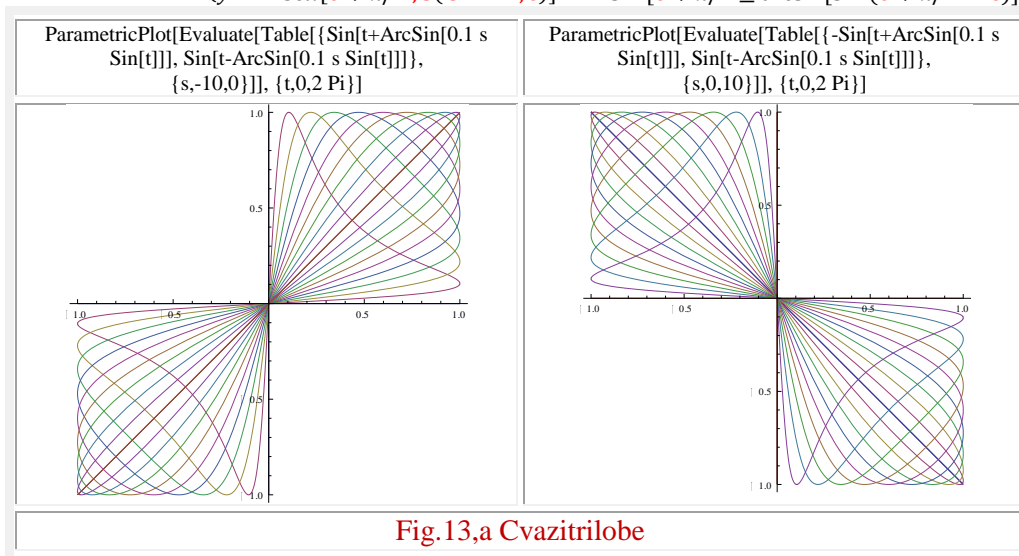 ParametricPlot[Evaluate[Table[{Sin[t+ArcSin[0.1 s
Sin[t]]], Sin[t-ArcSin[0.1 s Sin[t]]]},
{s,-10,0}]], {t,0,2 Pi}]
ParametricPlot[Evaluate[Table[{-Sin[t+ArcSin[0.1 s
Sin[t]]], Sin[t-ArcSin[0.1 s Sin[t]]]},
{s,0,10}]], {t,0,2 Pi}]
1.0
0.5
1.0
0.5
0.5
1.0
0.5
1.0
1.0
0.5
1.0
0.5
0.5
1.0
0.5
1.0
Fig.13,a Cvazitrilobe